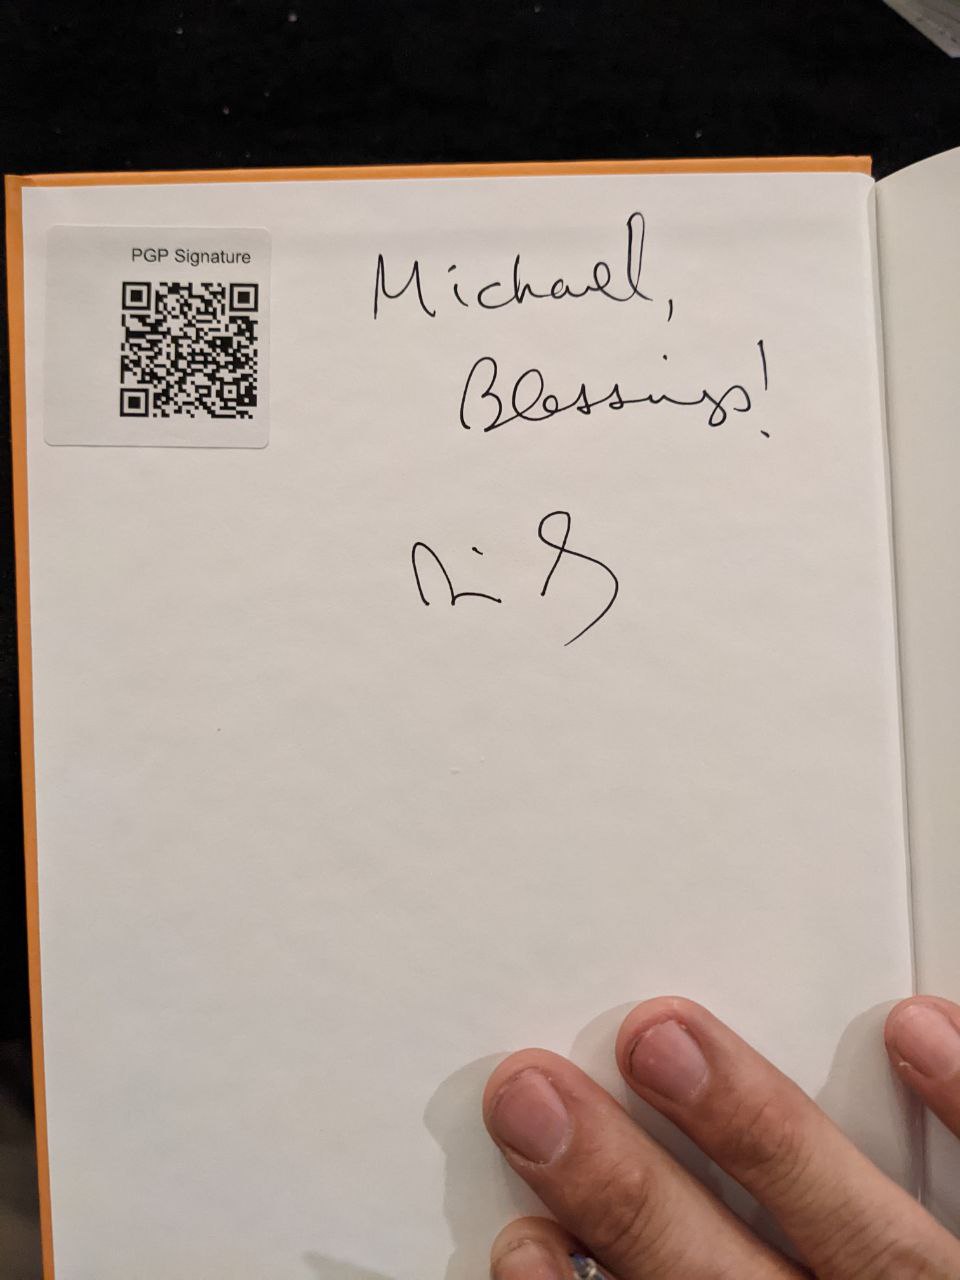 PGP Signature
Michael,
Blessings!